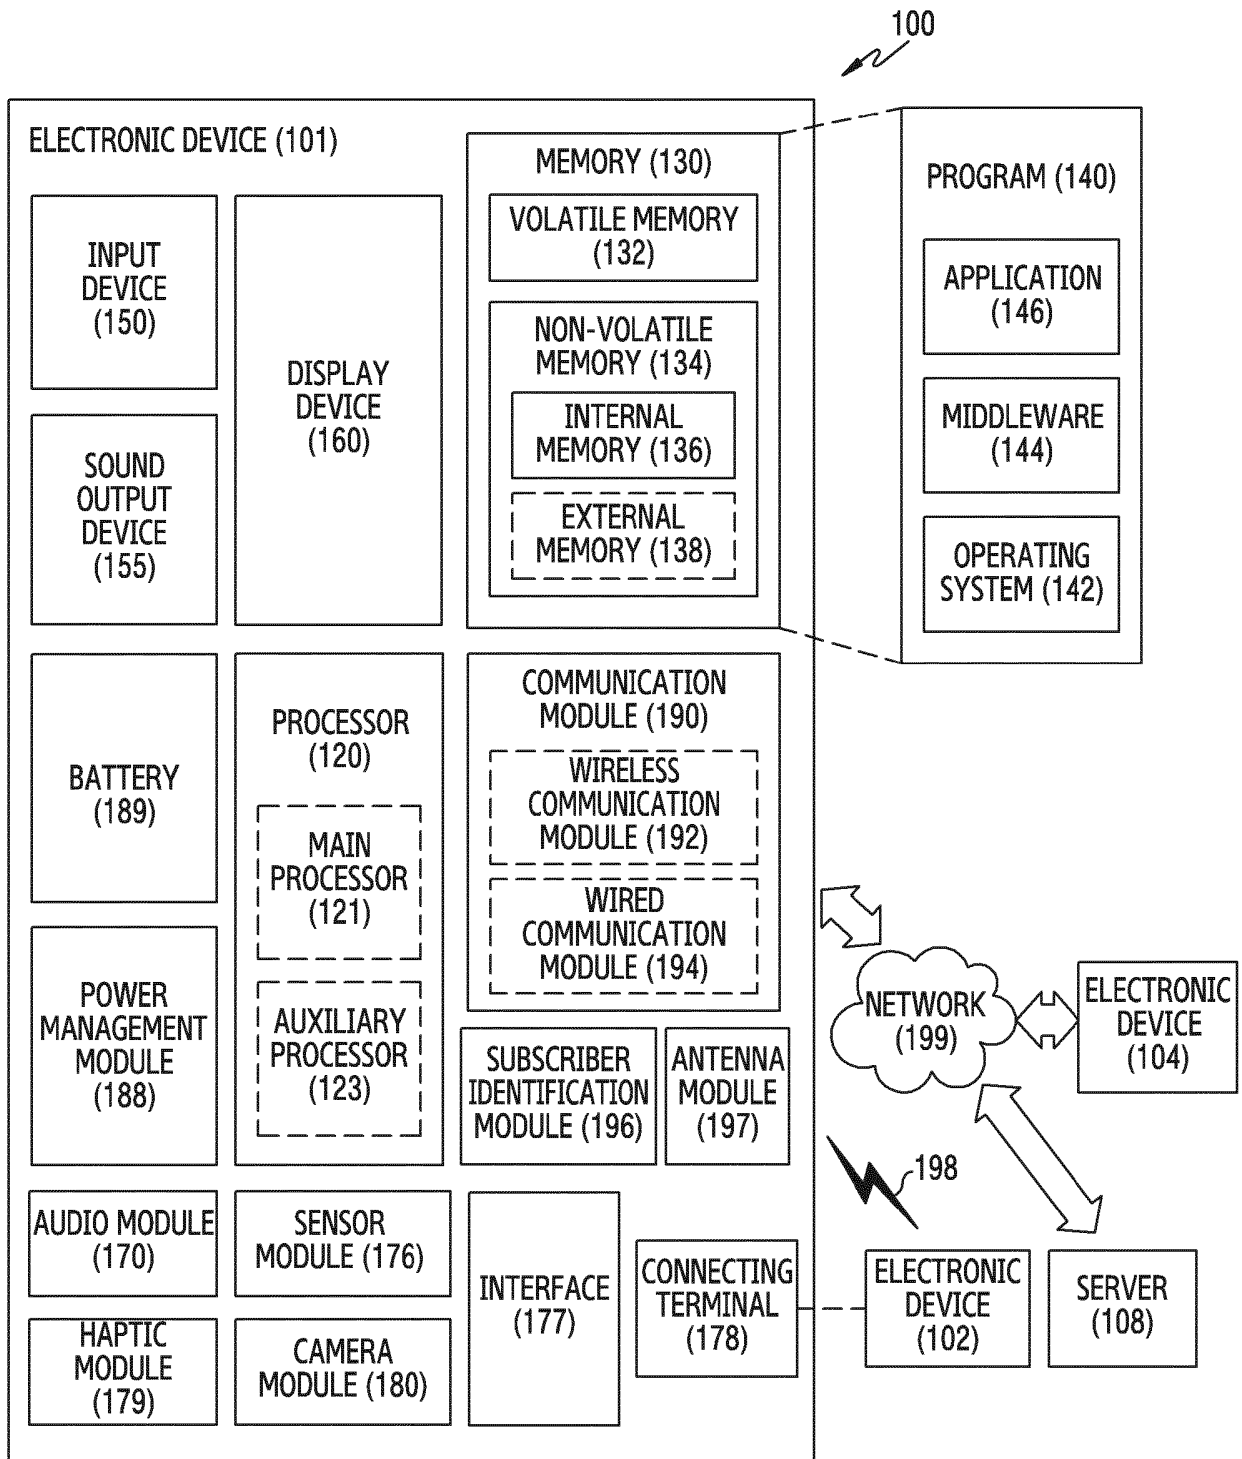 100
ELECTRONIC DEVICE (101)
INPUT
DEVICE
(150)
SOUND
OUTPUT
DEVICE
(155)
DISPLAY
DEVICE
(160)
MEMORY (130)
VOLATILE MEMORY
(132)
NON-VOLATILE
MEMORY (134)
INTERNAL
MEMORY (136)
EXTERNAL
MEMORY (138)
PROGRAM (140)
APPLICATION
(146)
MIDDLEWARE
(144)
OPERATING
SYSTEM (142)
BATTERY
(189)
POWER
MANAGEMENT
MODULE
(188)
PROCESSOR
(120)
MAIN
PROCESSOR
(121)
AUXILIARY
PROCESSOR
(123)
COMMUNICATION
MODULE (190)
WIRELESS
COMMUNICATION
MODULE (192)
WIRED
COMMUNICATION
MODULE (194)
SUBSCRIBER
IDENTIFICATION
MODULE (196)
ANTENNA
MODULE
(197)
NETWORK
(199)
ELECTRONIC
DEVICE
(104)
198
AUDIO MODULE
(170)
SENSOR
MODULE (176)
HAPTIC
MODULE
(179)
CAMERA
MODULE (180)
INTERFACE
(177)
CONNECTING
TERMINAL
(178)
ELECTRONIC
DEVICE
(102)
SERVER
(108)